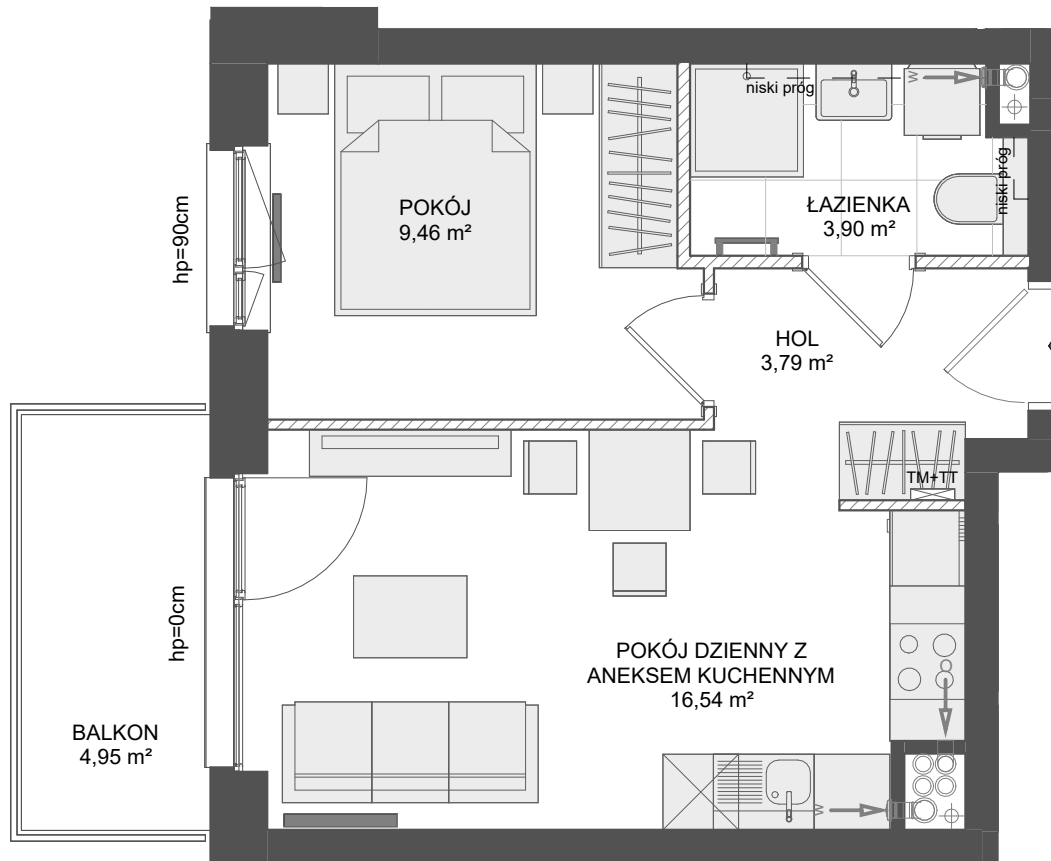 niski próg
W
niski próg
POKÓJ
9,46 m²
ŁAZIENKA
3,90 m²
hp=90cm
HOL
3,79 m²
TM+TT
hp=0cm
POKÓJ DZIENNY Z
ANEKSEM KUCHENNYM
16,54 m²
O
BALKON
4,95 m²
W